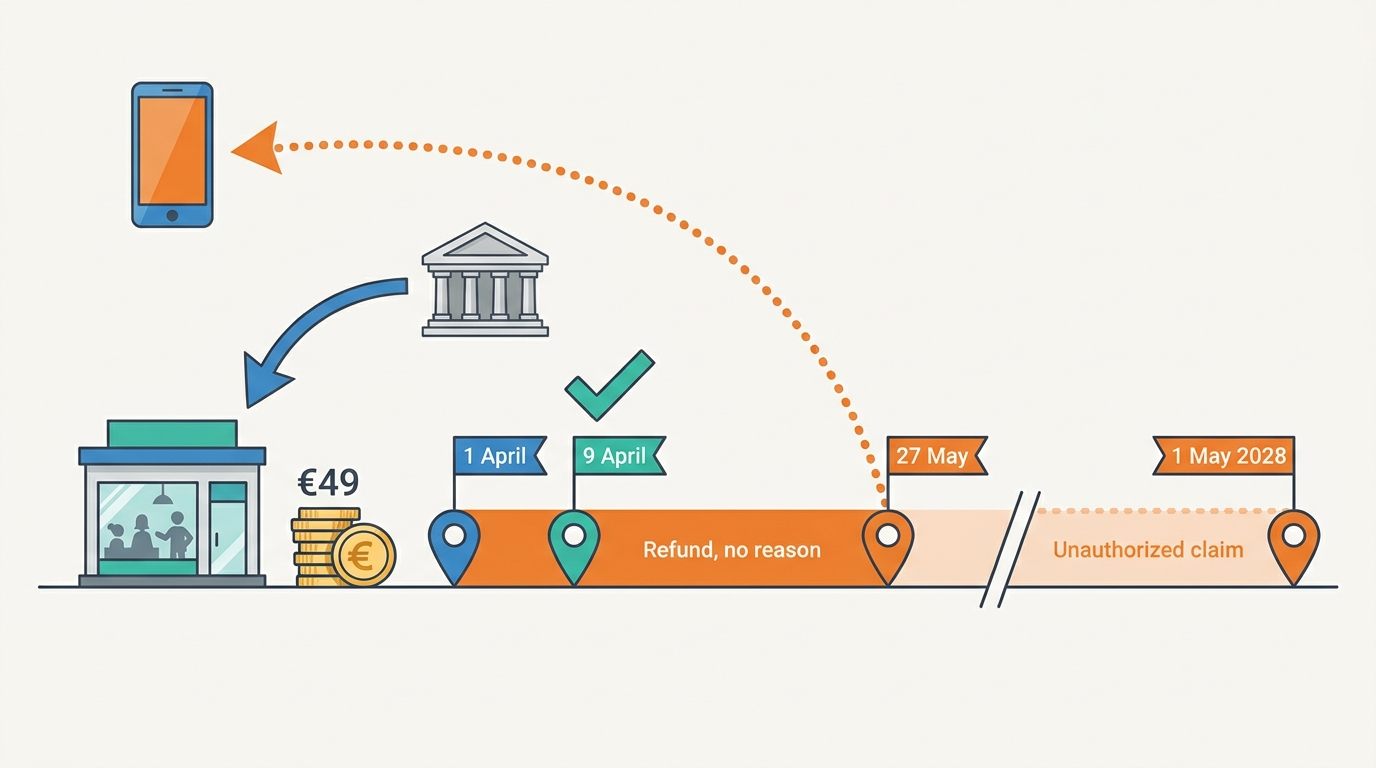 €49
1 April
9 April
27 May
1 May 2028
Refund, no reason
Unauthorized claim
€